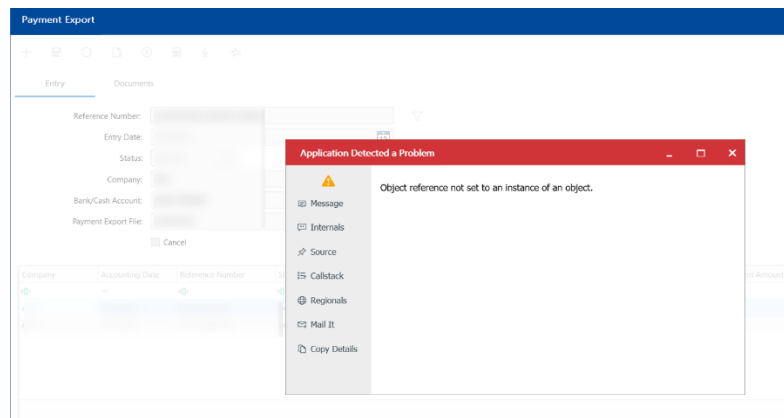 Payment Export
Entry Documents
Reference Number:
Entry Date:
Status:
Company:
Bank/Cash Account:
Payment Export File:
Cancel
Company Accounting Date Reference Number nt Amount
Application Detected a Problem
Object reference not set to an instance of an object.
Message
Internals
Source
Callstack
Regionals
Mail It
Copy Details